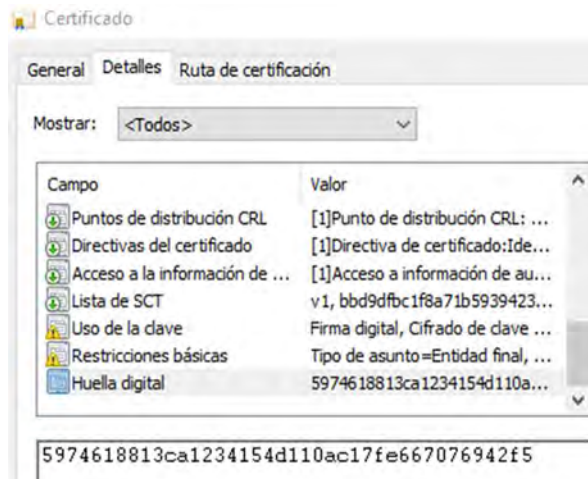 Certificado
General Detalles Ruta de certificación
Mostrar: <Todos>
Campo Valor
Puntos de distribución CRL [1]Punto de distribución CRL: ...
Directivas del certificado [1]Directiva de certificado:Ide...
Acceso a la información de ... [1]Acceso a información de au...
Lista de SCT v1, bbd9dfbc1f8a71b5939423...
Uso de la clave Firma digital, Cifrado de clave ...
Restricciones básicas Tipo de asunto=Entidad final, ...
Huella digital 5974618813ca1234154d110a...
5974618813ca1234154d110ac17fe667076942f5